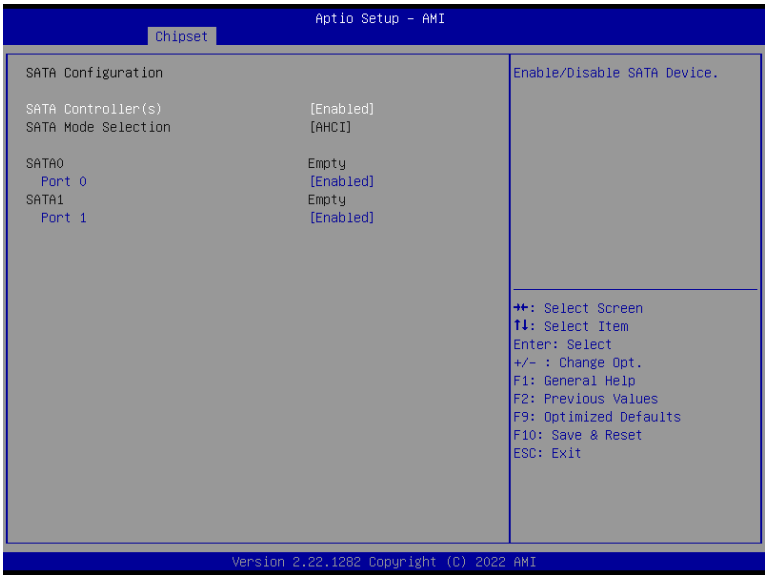 Aptio Setup – AMI
Chipset
SATA Configuration
SATA Controller(s) [Enabled]
SATA Mode Selection [AHCI]
SATA0 Empty
Port 0 [Enabled]
SATA1 Empty
Port 1 [Enabled]
Enable/Disable SATA Device.
→←: Select Screen
↑↓: Select Item
Enter: Select
+/- : Change Opt.
F1: General Help
F2: Previous Values
F9: Optimized Defaults
F10: Save & Reset
ESC: Exit
Version 2.22.1282 Copyright (C) 2022 AMI